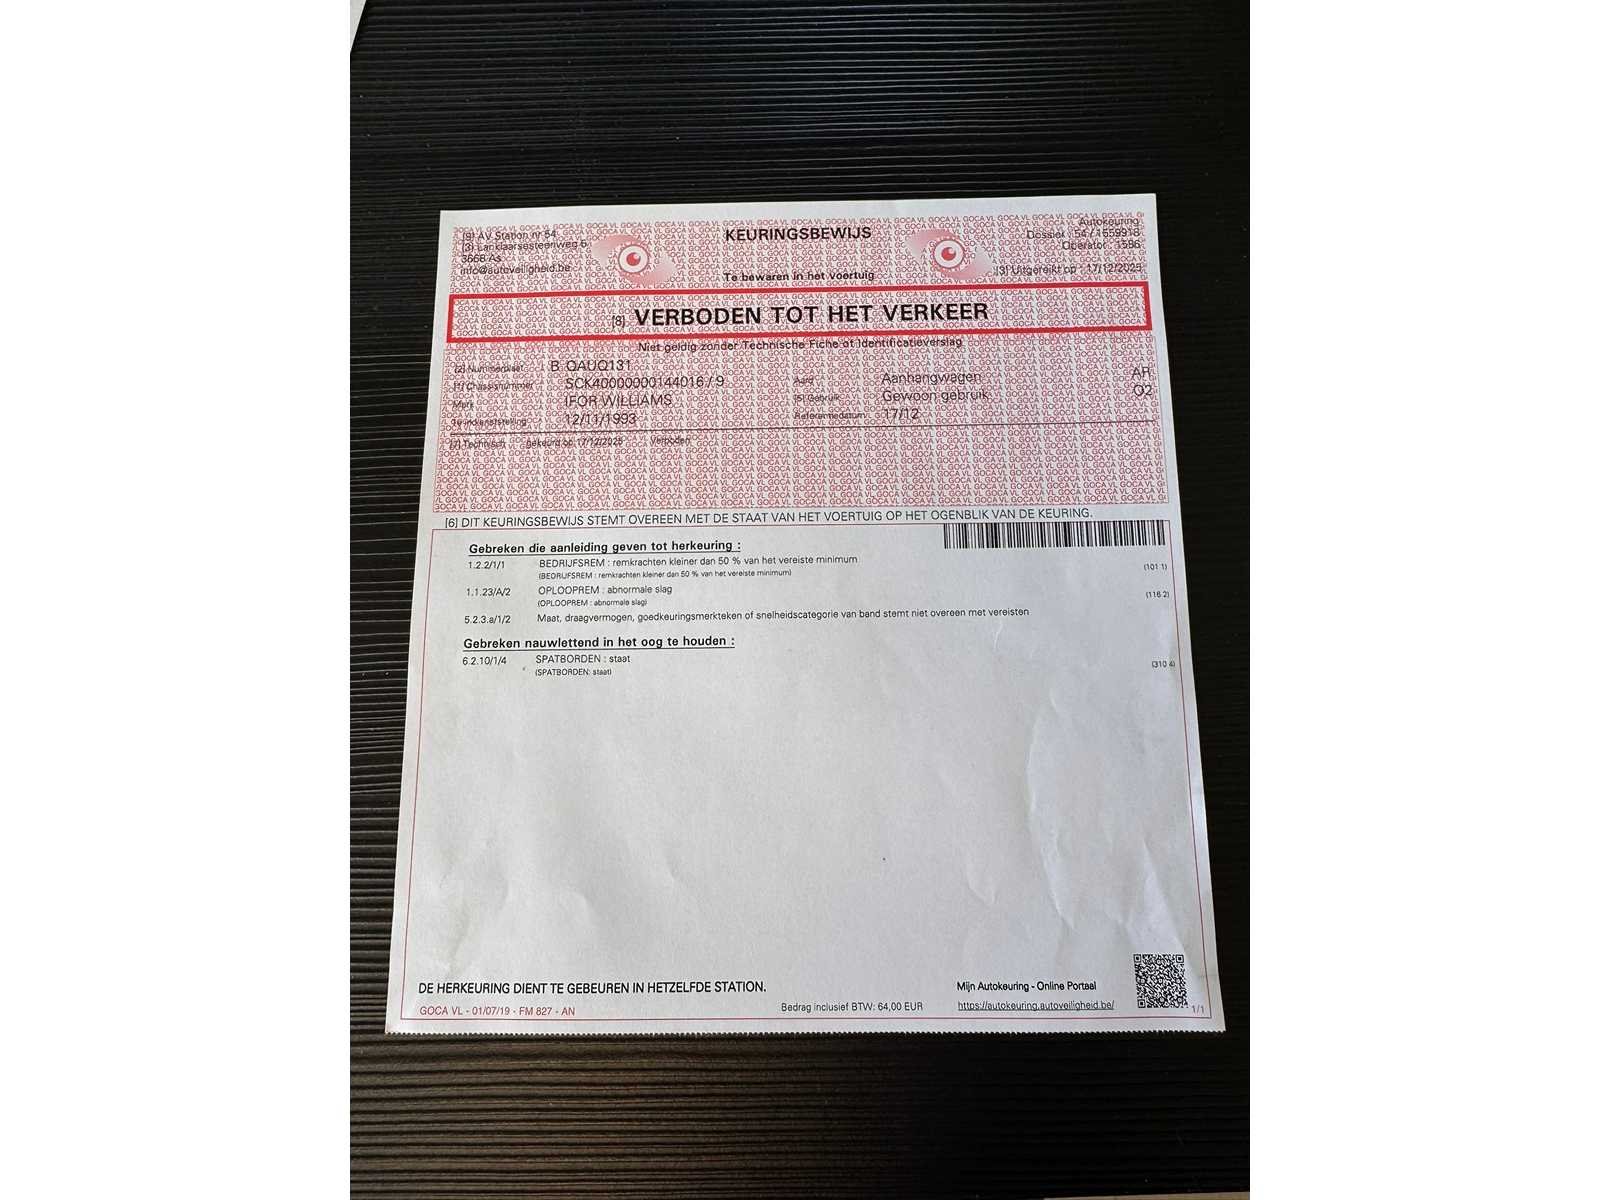 [9] AV Station nr 54
[3] Lanklaarsesteenweg 6
3668 As
info@autoveiligheid.be
KEURINGSBEWIJS
Te bewaren in het voertuig
Autokeuring
Dossier : 54 / 1559918
Operator : 1586
[3] Uitgereikt op : 17/12/2025
[8] VERBODEN TOT HET VERKEER
Niet geldig zonder Technische Fiche of Identificatieverslag
[2] Nummerplaat B QAUQ131
[1] Chassisnummer SCK40000000144016 / 9 Aard Aanhangwagen AR
Merk IFOR WILLIAMS [5] Gebruik Gewoon gebruik O2
1e indienststelling 12/11/1993 Referentiedatum 17/12
[7] Technisch gekeurd op 17/12/2025 Verboden
[6] DIT KEURINGSBEWIJS STEMT OVEREEN MET DE STAAT VAN HET VOERTUIG OP HET OGENBLIK VAN DE KEURING.
Gebreken die aanleiding geven tot herkeuring :
1.2.2/1/1 BEDRIJFSREM : remkrachten kleiner dan 50 % van het vereiste minimum (101 1)
(BEDRIJFSREM : remkrachten kleiner dan 50 % van het vereiste minimum)
1.1.23/A/2 OPLOOPREM : abnormale slag (116 2)
(OPLOOPREM : abnormale slag)
5.2.3.a/1/2 Maat, draagvermogen, goedkeuringsmerkteken of snelheidscategorie van band stemt niet overeen met vereisten
Gebreken nauwlettend in het oog te houden :
6.2.10/1/4 SPATBORDEN : staat (310 4)
(SPATBORDEN: staat)
DE HERKEURING DIENT TE GEBEUREN IN HETZELFDE STATION.
Mijn Autokeuring - Online Portaal
GOCA VL - 01/07/19 - FM 827 - AN
Bedrag inclusief BTW: 64,00 EUR
https://autokeuring.autoveiligheid.be/
1/1